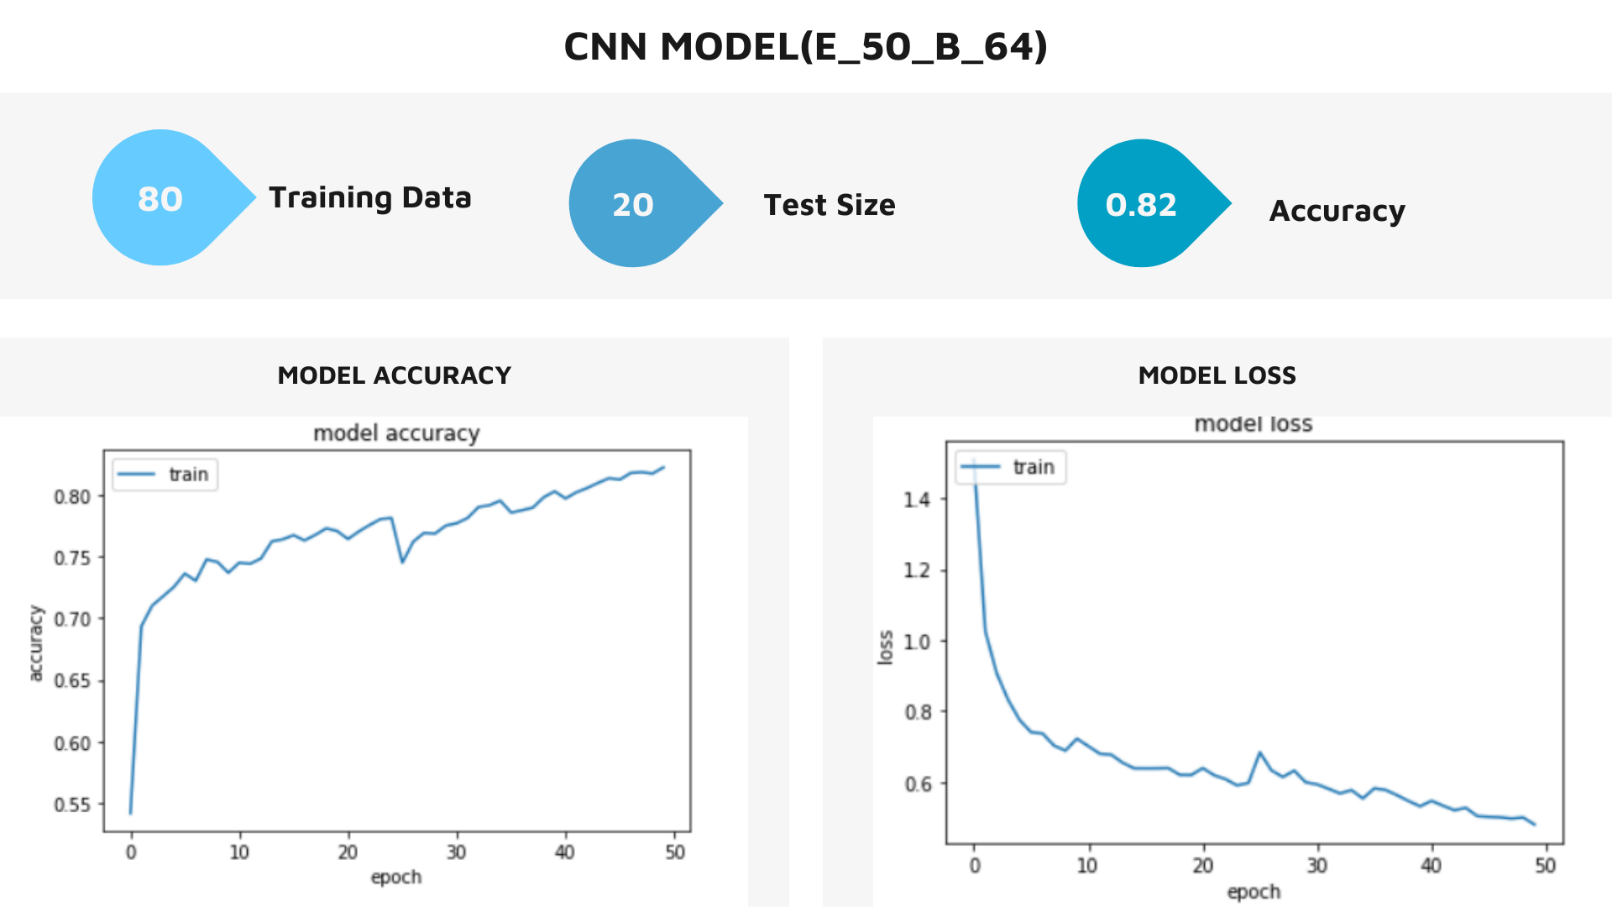 CNN MODEL(E_50_B_64)
80
Training Data
20
Test Size
0.82
Accuracy
MODEL ACCURACY
model accuracy
train
0.80
0.75
0.70
0.65
0.60
0.55
accuracy
0 10 20 30 40 50
epoch
MODEL LOSS
model loss
train
1.4
1.2
1.0
0.8
0.6
loss
0 10 20 30 40 50
epoch